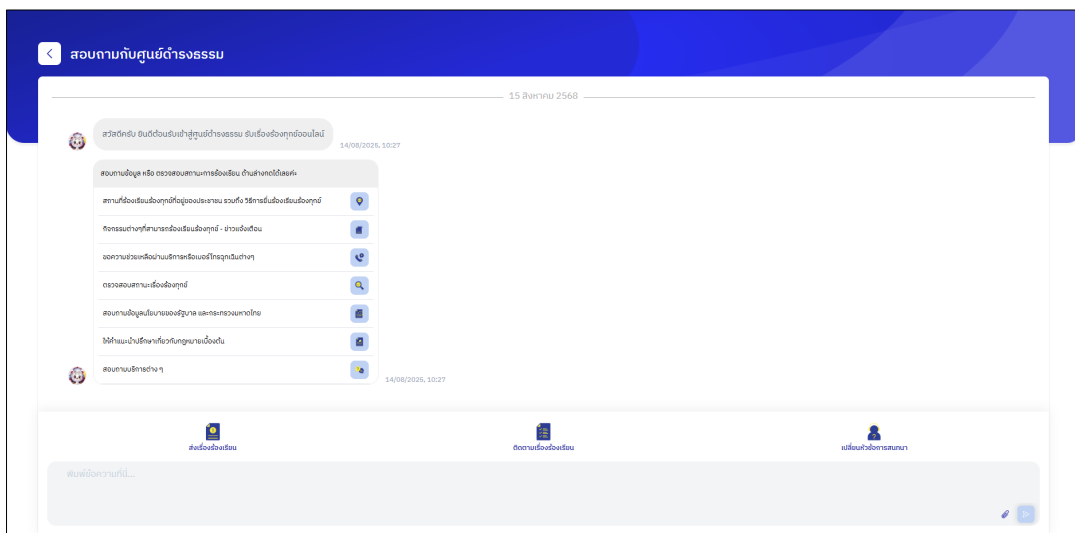 สอบถามกับศูนย์ดำรงธรรม
15 สิงหาคม 2568
สวัสดีครับ ยินดีต้อนรับเข้าสู่ศูนย์ดำรงธรรม รับเรื่องร้องทุกข์ออนไลน์
14/08/2025, 10:27
สอบถามข้อมูล หรือ ตรวจสอบสถานะการร้องเรียน ด้านล่างกดได้เลยค่ะ
สถานที่ร้องเรียนร้องทุกข์ที่อยู่ของประชาชน รวมถึง วิธีการยื่นร้องเรียนร้องทุกข์
กิจกรรมต่างๆที่สามารถร้องเรียนร้องทุกข์ - ข่าวแจ้งเตือน
ขอความช่วยเหลือผ่านบริการหรือเบอร์โทรฉุกเฉินต่างๆ
ตรวจสอบสถานะเรื่องร้องทุกข์
สอบถามข้อมูลนโยบายของรัฐบาล และกระทรวงมหาดไทย
ให้คำแนะนำปรึกษาเกี่ยวกับกฎหมายเบื้องต้น
สอบถามบริการต่าง ๆ
14/08/2025, 10:27
ส่งเรื่องร้องเรียน
ติดตามเรื่องร้องเรียน
เปลี่ยนหัวข้อการสนทนา
พิมพ์ข้อความที่นี่...